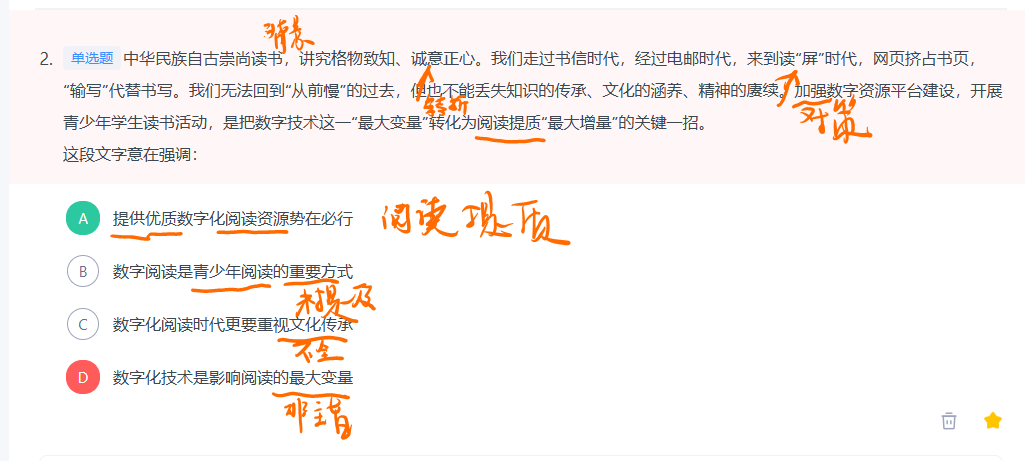 背景
2. 单选题 中华民族自古崇尚读书，讲究格物致知、诚意正心。我们走过书信时代，经过电邮时代，来到读“屏”时代，网页挤占书页，
“输写”代替书写。我们无法回到“从前慢”的过去，但也不能丢失知识的传承、文化的涵养、精神的赓续。加强数字资源平台建设，开展
转折
对策
青少年学生读书活动，是把数字技术这一“最大变量”转化为阅读提质“最大增量”的关键一招。
这段文字意在强调：
A 提供优质数字化阅读资源势在必行 阅读提质
B 数字阅读是青少年阅读的重要方式
未提及
C 数字化阅读时代更要重视文化传承
不全
D 数字化技术是影响阅读的最大变量